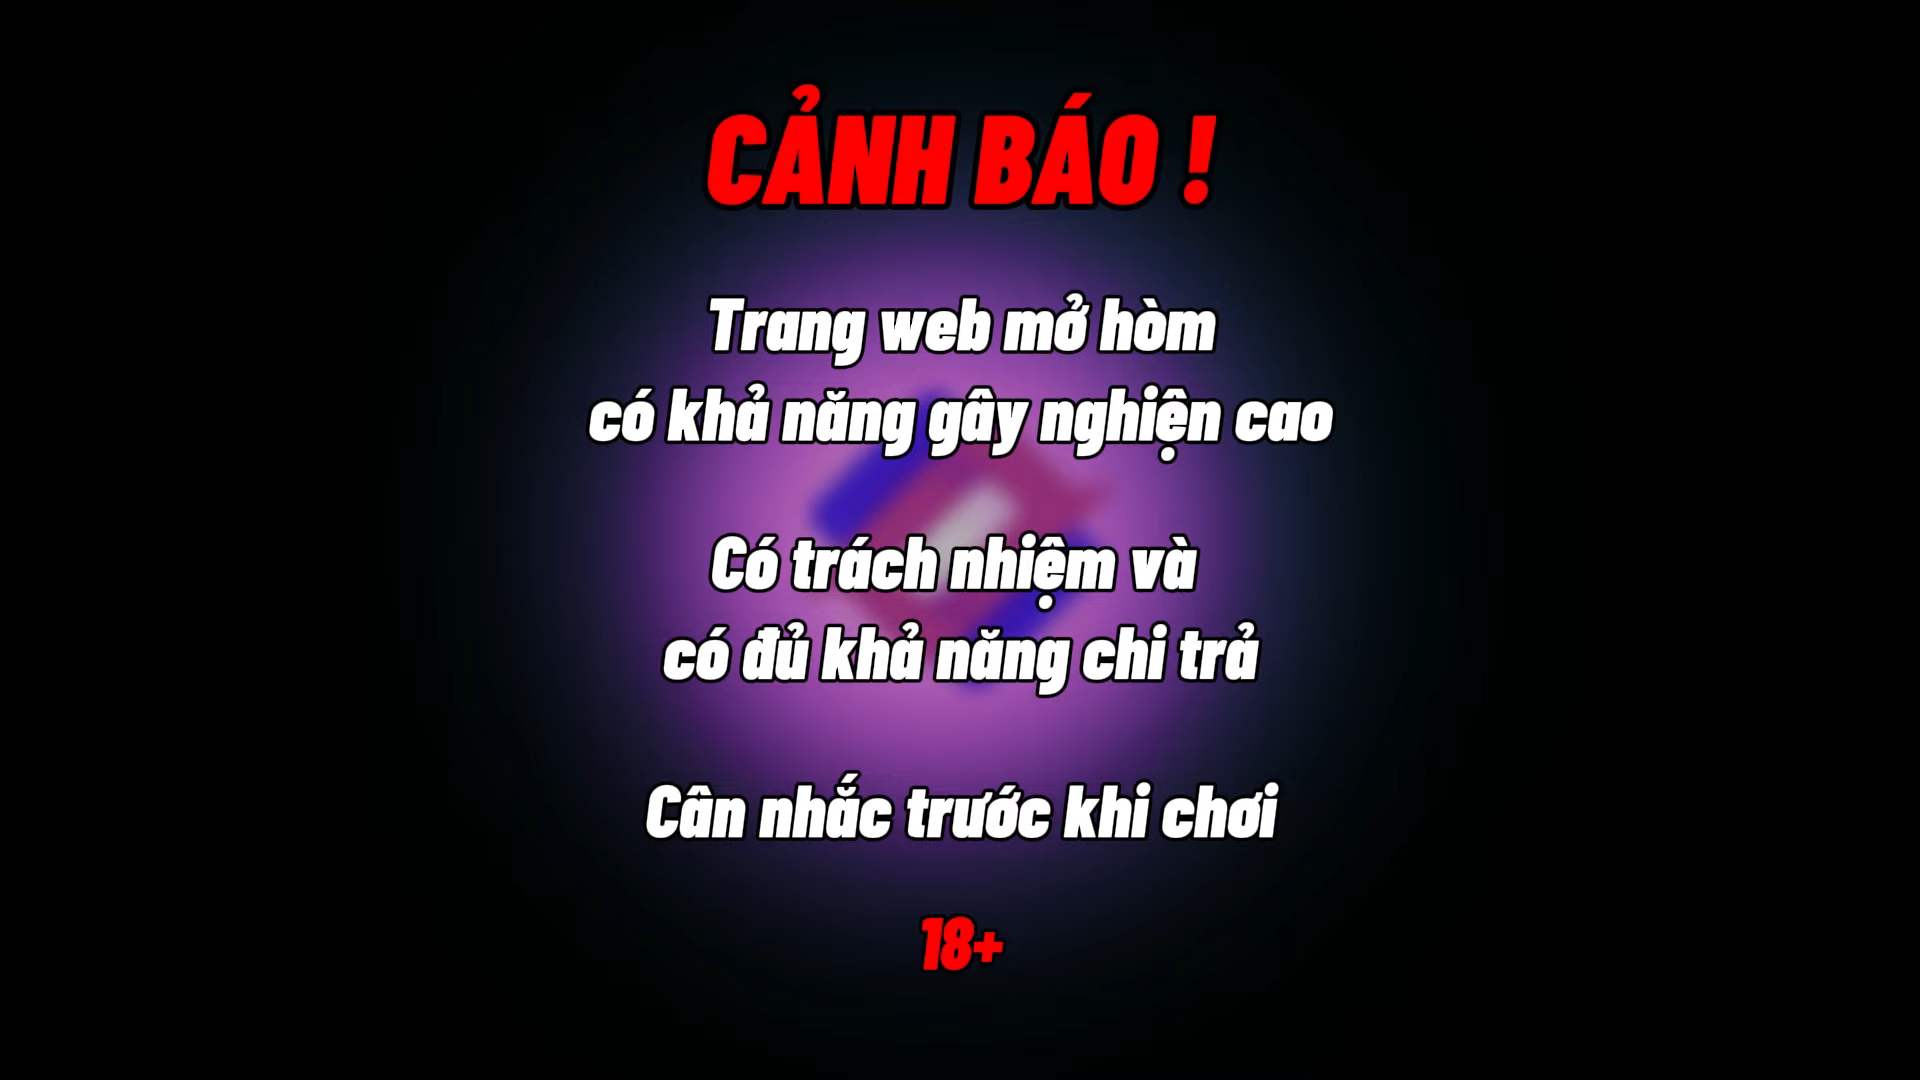 CẢNH BÁO !
Trang web mở hòm
có khả năng gây nghiện cao
Có trách nhiệm và
có đủ khả năng chi trả
Cân nhắc trước khi chơi
18+